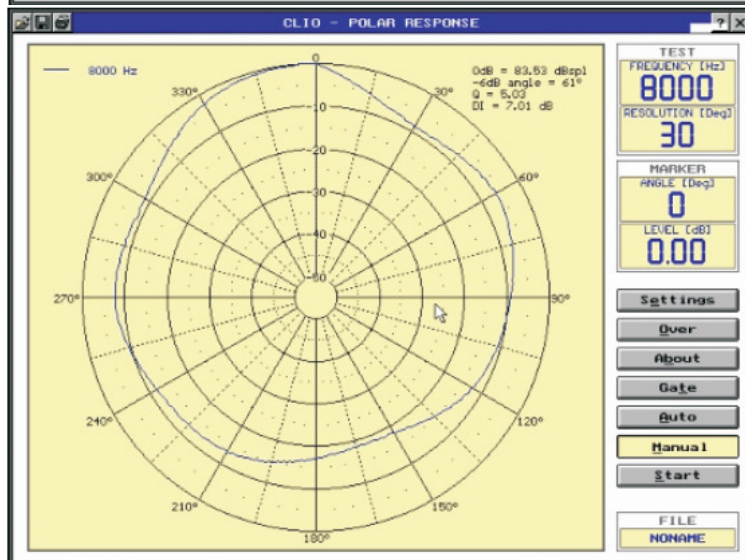 CLIO - POLAR RESPONSE
? X
8000 Hz
0dB = 83.53 dBspl
-6dB angle = 61°
Q = 5.03
DI = 7.01 dB
0
330°
30°
-10
-20
300°
60°
-30
-40
270°
90°
240°
120°
210°
150°
180°
TEST
FREQUENCY [Hz]
8000
RESOLUTION [Deg]
30
MARKER
ANGLE [Deg]
0
LEVEL [dB]
0.00
Settings
Over
About
Gate
Auto
Manual
Start
FILE
NONAME